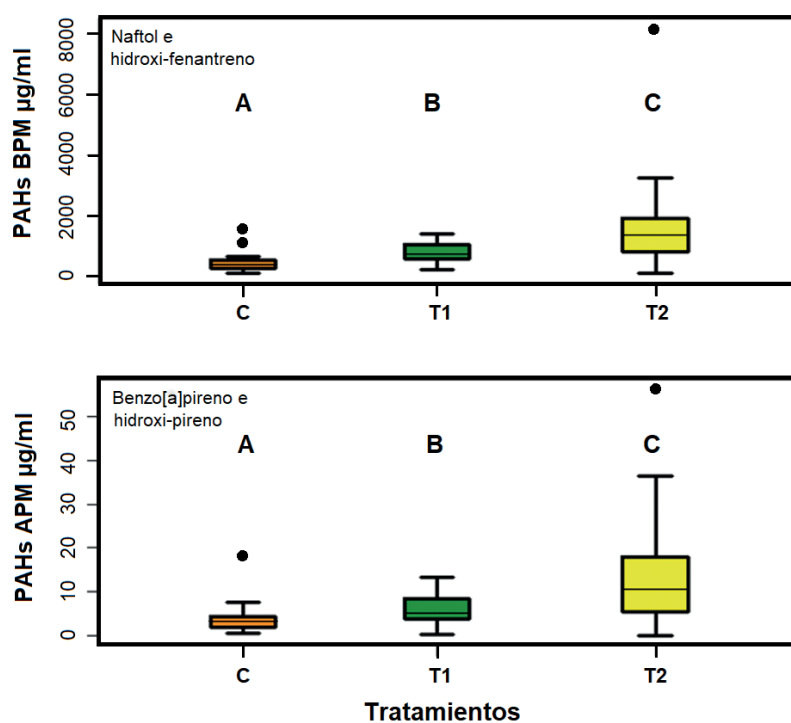 Naftol e
hidroxi-fenantreno
PAHs BPM µg/ml
8000
6000
4000
2000
0
A
B
C
C
T1
T2
Benzo[a]pireno e
hidroxi-pireno
PAHs APM µg/ml
50
40
30
20
10
0
A
B
C
C
T1
T2
Tratamientos